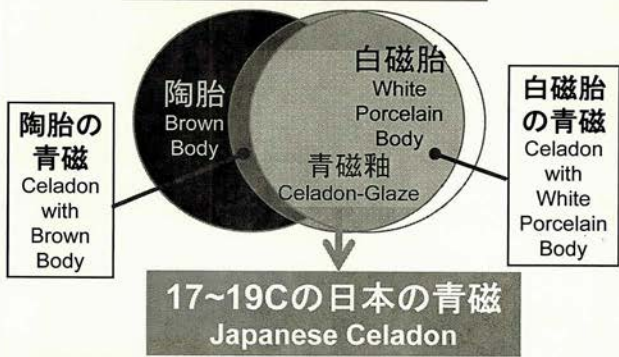 陶胎
Brown
Body
白磁胎
White
Porcelain
Body
青磁釉
Celadon-Glaze
陶胎の
青磁
Celadon
with
Brown
Body
白磁胎
の青磁
Celadon
with
White
Porcelain
Body
17~19Cの日本の青磁
Japanese Celadon